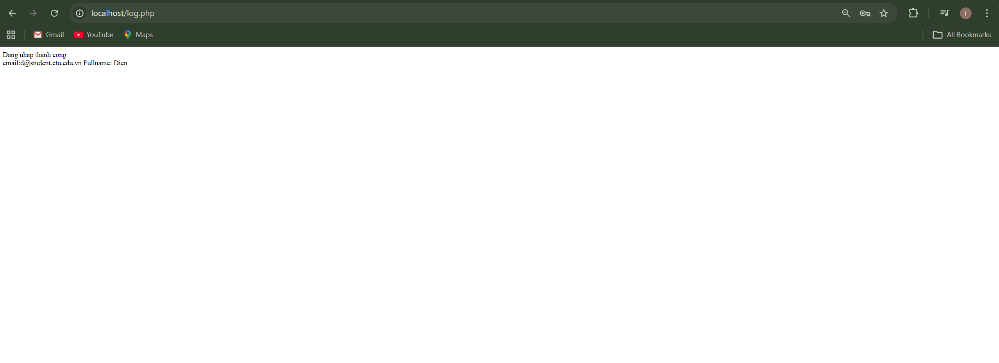 localhost/log.php
I
Gmail
YouTube
Maps
All Bookmarks
Dang nhap thanh cong
email:d@student.ctu.edu.vn Fullname: Dien